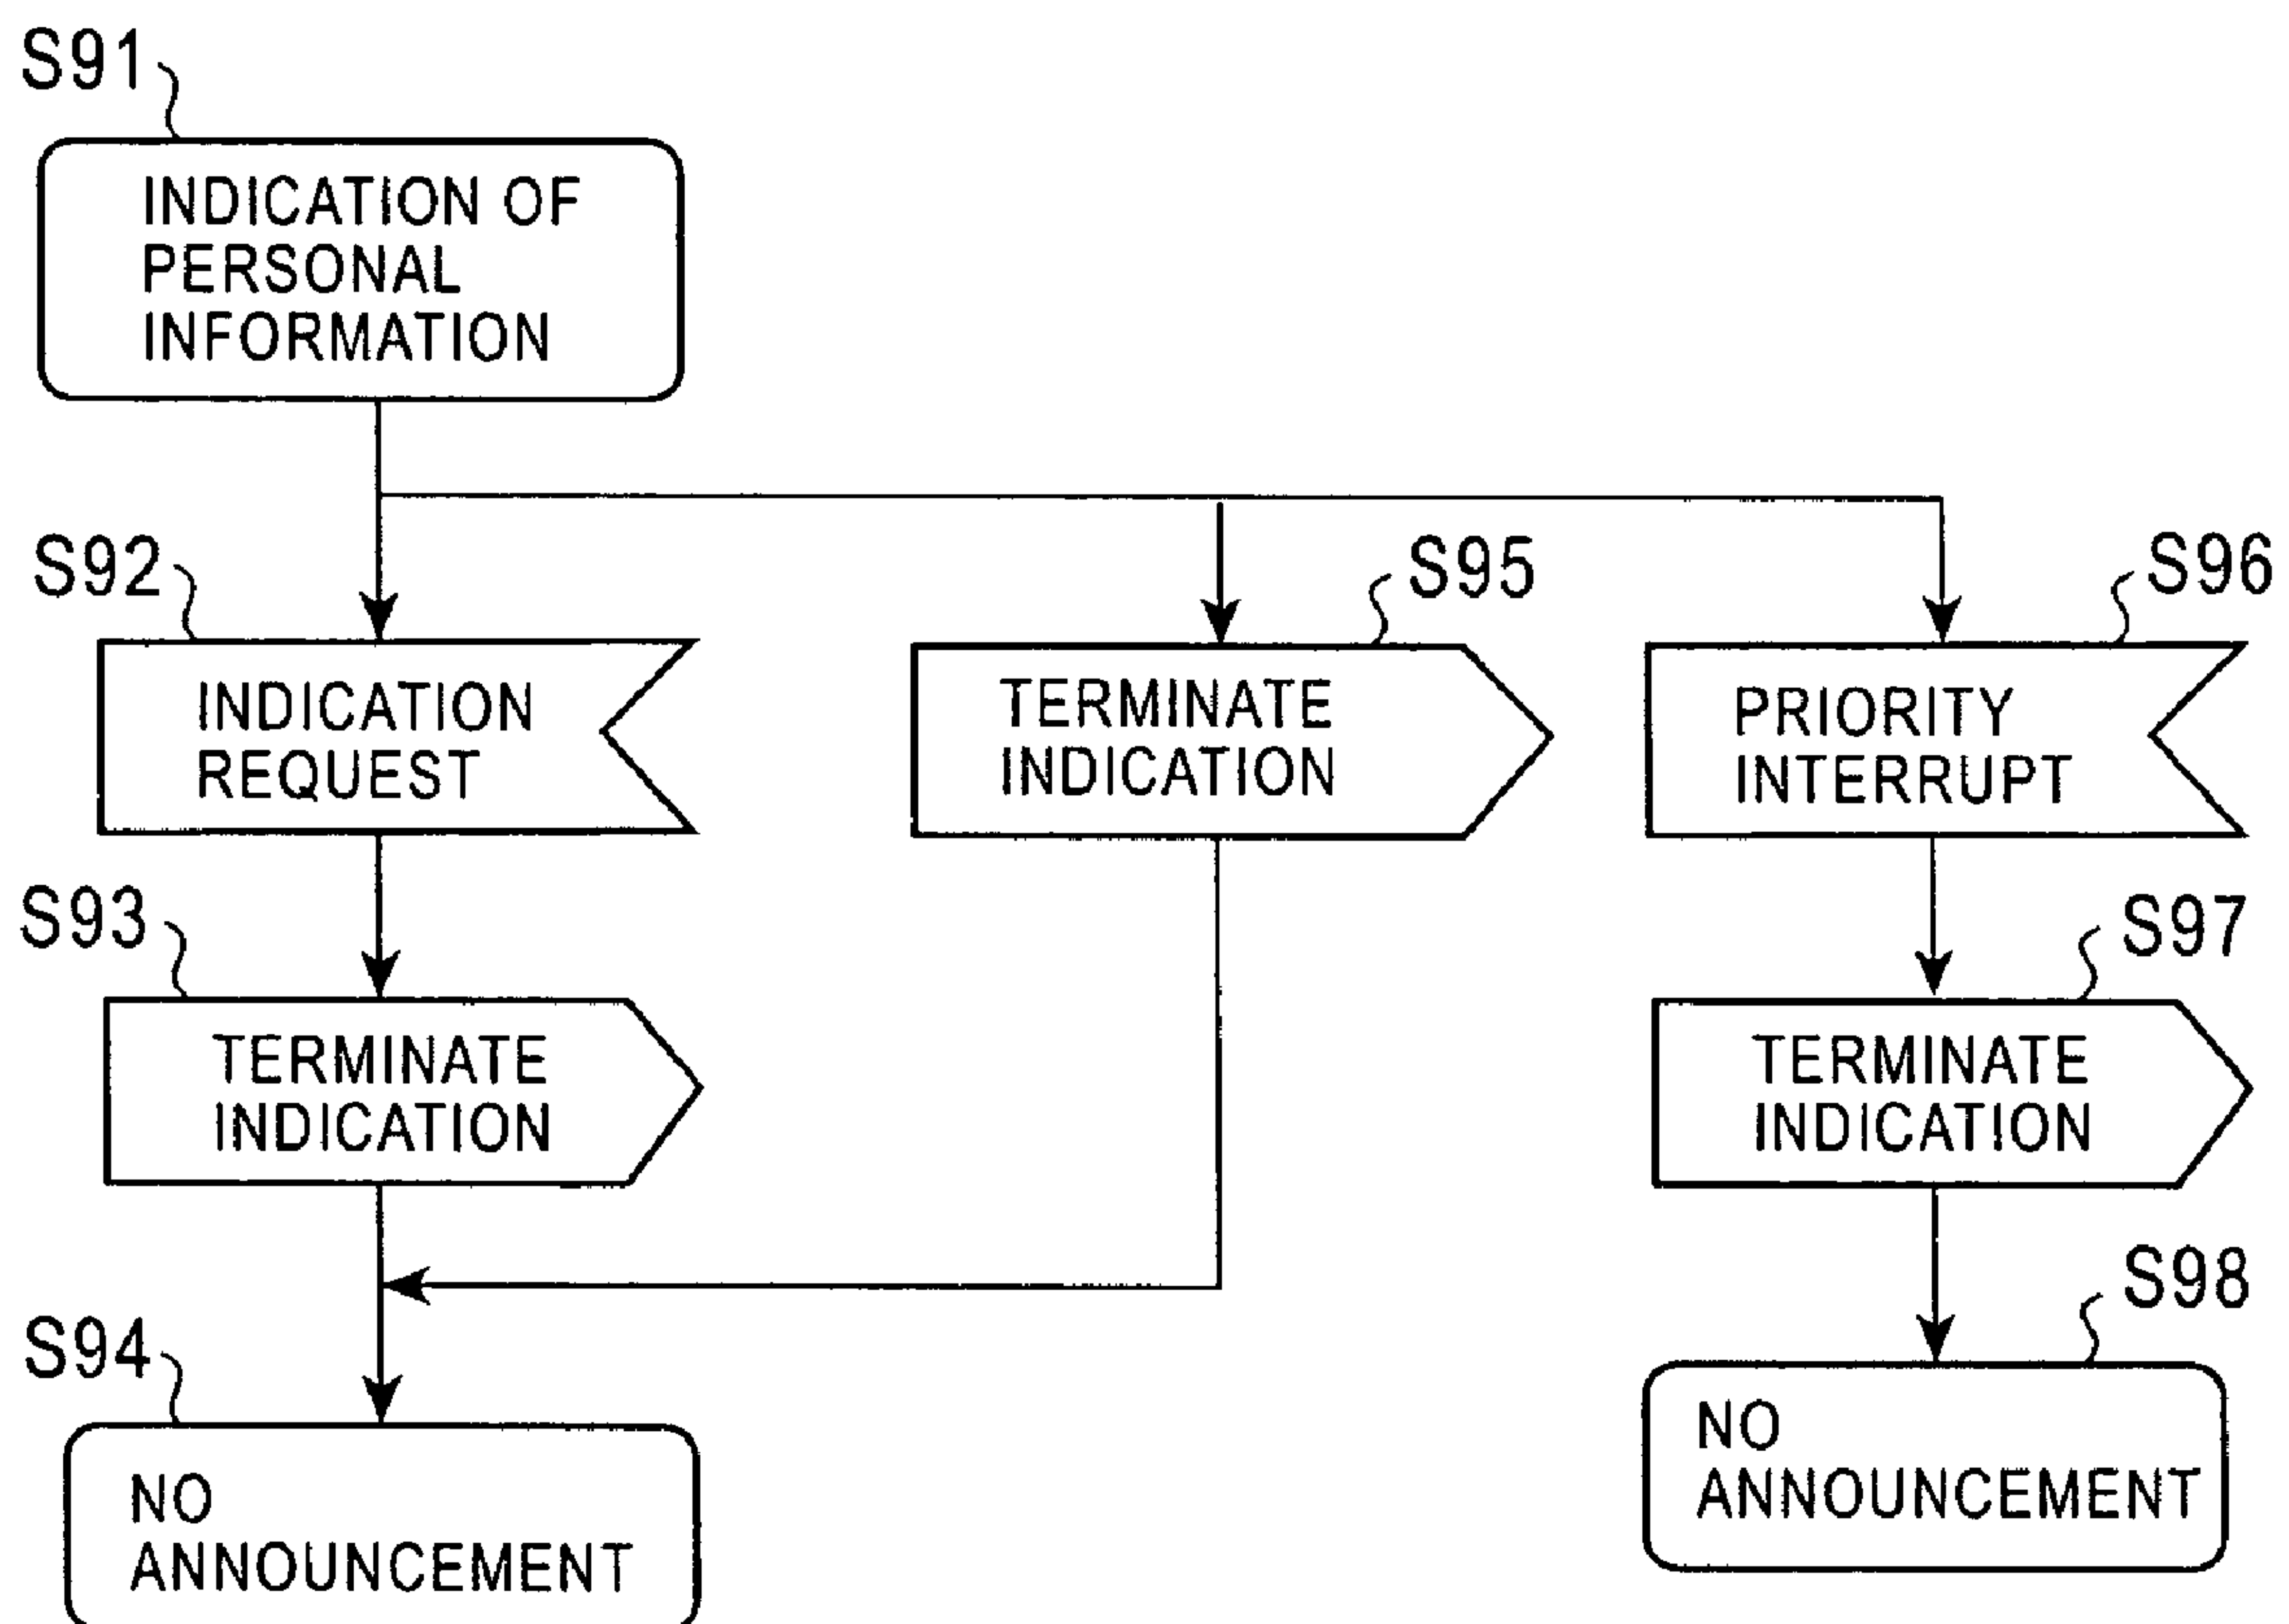 S91
INDICATION OF
PERSONAL
INFORMATION
S92
INDICATION
REQUEST
S95
TERMINATE
INDICATION
S96
PRIORITY
INTERRUPT
S93
TERMINATE
INDICATION
S97
TERMINATE
INDICATION
S94
NO
ANNOUNCEMENT
S98
NO
ANNOUNCEMENT